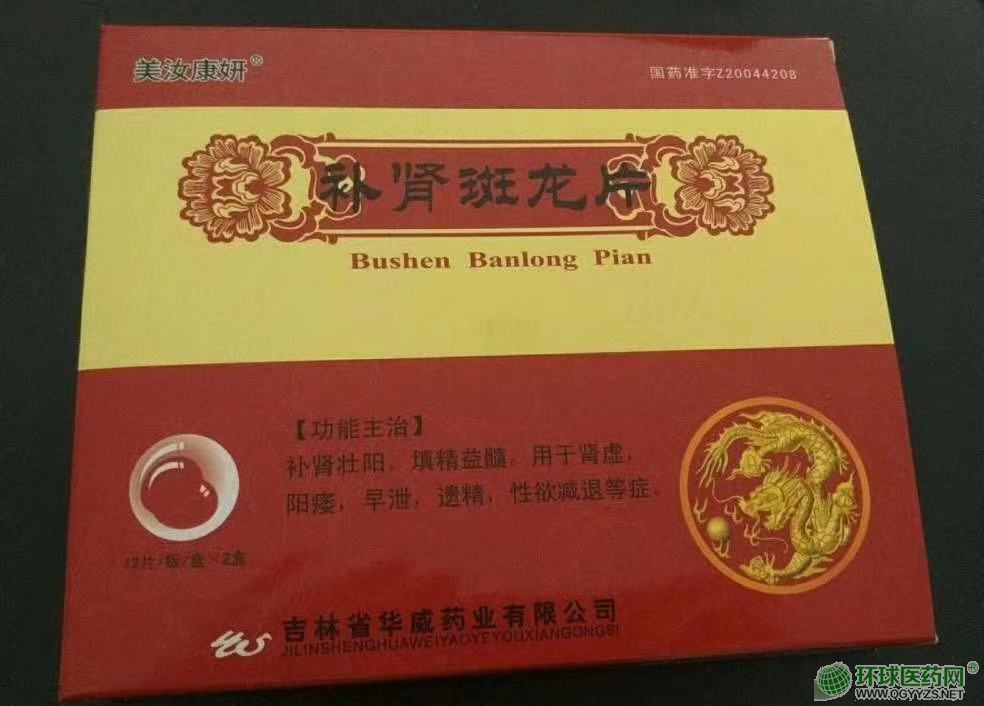 美汝康妍®
国药准字Z20044208
补肾斑龙片
Bushen Banlong Pian
【功能主治】
补肾壮阳，填精益髓。用于肾虚，
阳痿，早泄，遗精，性欲减退等症。
12片/板/盒×2盒
吉林省华威药业有限公司
JILINSHENGHUAWEIYAOYEYOUXIANGONGSI
环球医药网®
WWW.QGYYZS.NET